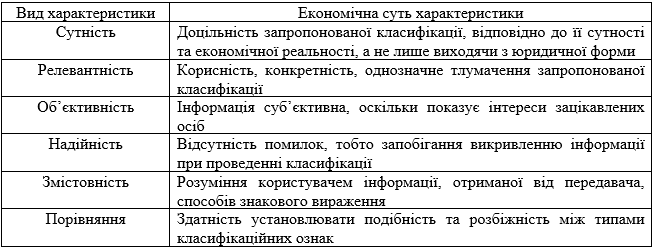 Вид характеристики Економічна суть характеристики
Сутність Доцільність запропонованої класифікації, відповідно до її сутності
та економічної реальності, а не лише виходячи з юридичної форми
Релевантність Корисність, конкретність, однозначне тлумачення запропонованої
класифікації
Об’єктивність Інформація суб’єктивна, оскільки показує інтереси зацікавлених
осіб
Надійність Відсутність помилок, тобто запобігання викривленню інформації
при проведенні класифікації
Змістовність Розуміння користувачем інформації, отриманої від передавача,
способів знакового вираження
Порівняння Здатність установлювати подібність та розбіжність між типами
класифікаційних ознак